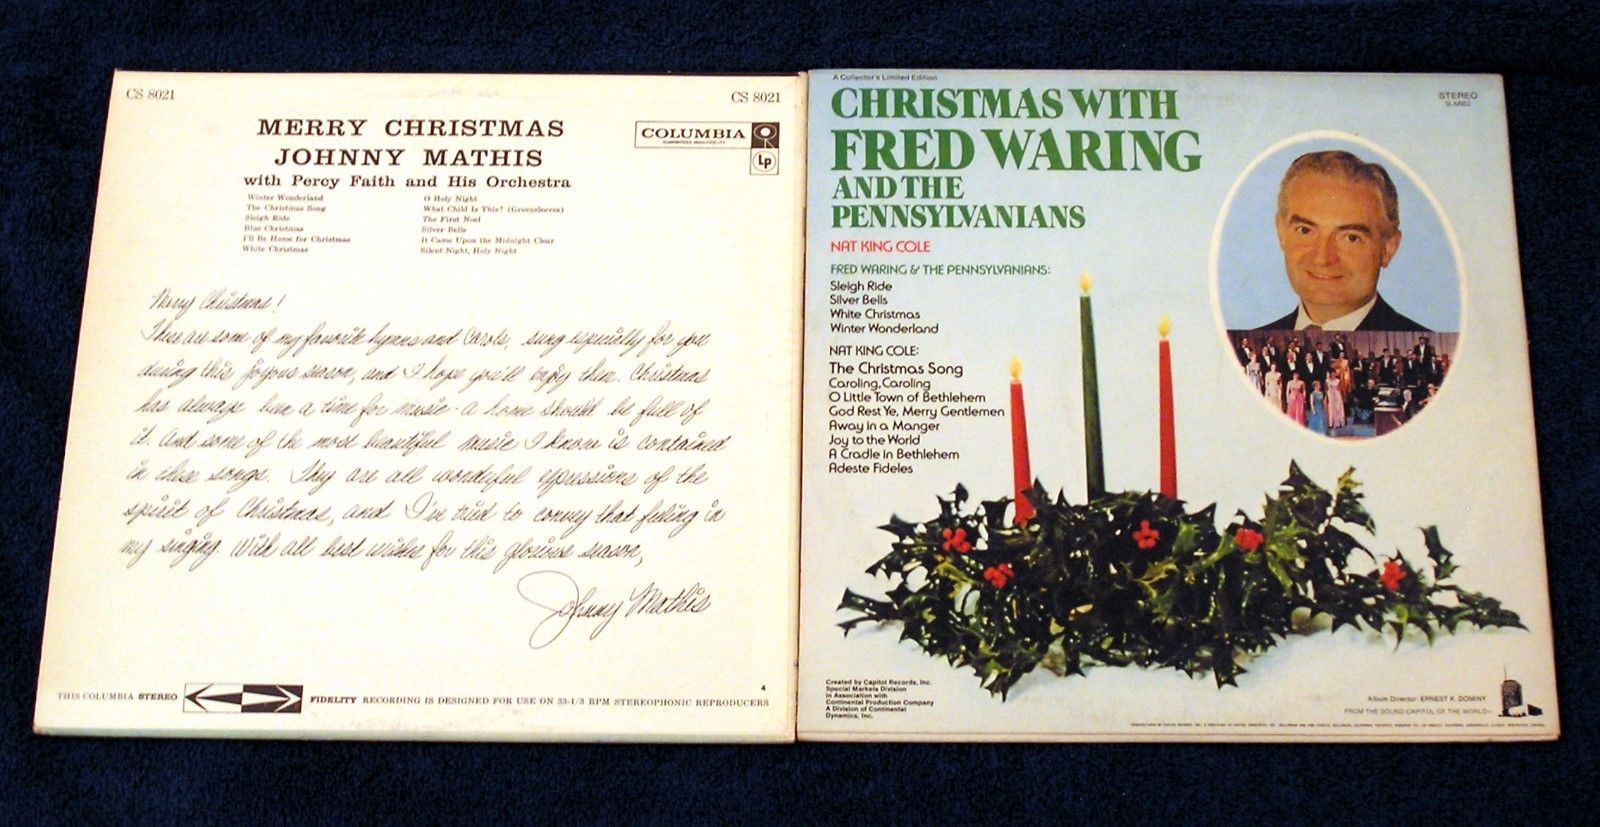 CS 8021
CS 8021
MERRY CHRISTMAS
JOHNNY MATHIS
with Percy Faith and His Orchestra
COLUMBIA
GUARANTEED HIGH-FIDELITY
Lp
Winter Wonderland
The Christmas Song
Sleigh Ride
Blue Christmas
I'll Be Home for Christmas
White Christmas
O Holy Night
What Child Is This? (Greensleeves)
The First Noel
Silver Bells
It Came Upon the Midnight Clear
Silent Night, Holy Night
Merry Christmas!
These are some of my favorite hymns and carols, sung especially for you
during this joyous season, and I hope you'll enjoy them. Christmas
has always been a time for music - a home should be full of
it. And some of the most beautiful music I know is contained
in these songs. They are all wonderful expressions of the
spirit of Christmas, and I've tried to convey that feeling in
my singing. With all best wishes for this glorious season,
Johnny Mathis
4
THIS COLUMBIA STEREO FIDELITY RECORDING IS DESIGNED FOR USE ON 33-1/3 RPM STEREOPHONIC REPRODUCERS
A Collector's Limited Edition
CHRISTMAS WITH
FRED WARING
AND THE
PENNSYLVANIANS
STEREO
NAT KING COLE
FRED WARING & THE PENNSYLVANIANS:
Sleigh Ride
Silver Bells
White Christmas
Winter Wonderland
NAT KING COLE:
The Christmas Song
Caroling, Caroling
O Little Town of Bethlehem
God Rest Ye, Merry Gentlemen
Away in a Manger
Joy to the World
A Cradle in Bethlehem
Adeste Fideles
Created by Capitol Records, Inc.
Special Markets Division
in Association with
Continental Production Company
A Division of Continental
Dynamics, Inc.
Album Director: ERNEST K. DOMINY
FROM THE SOUND CAPITOL OF THE WORLD—